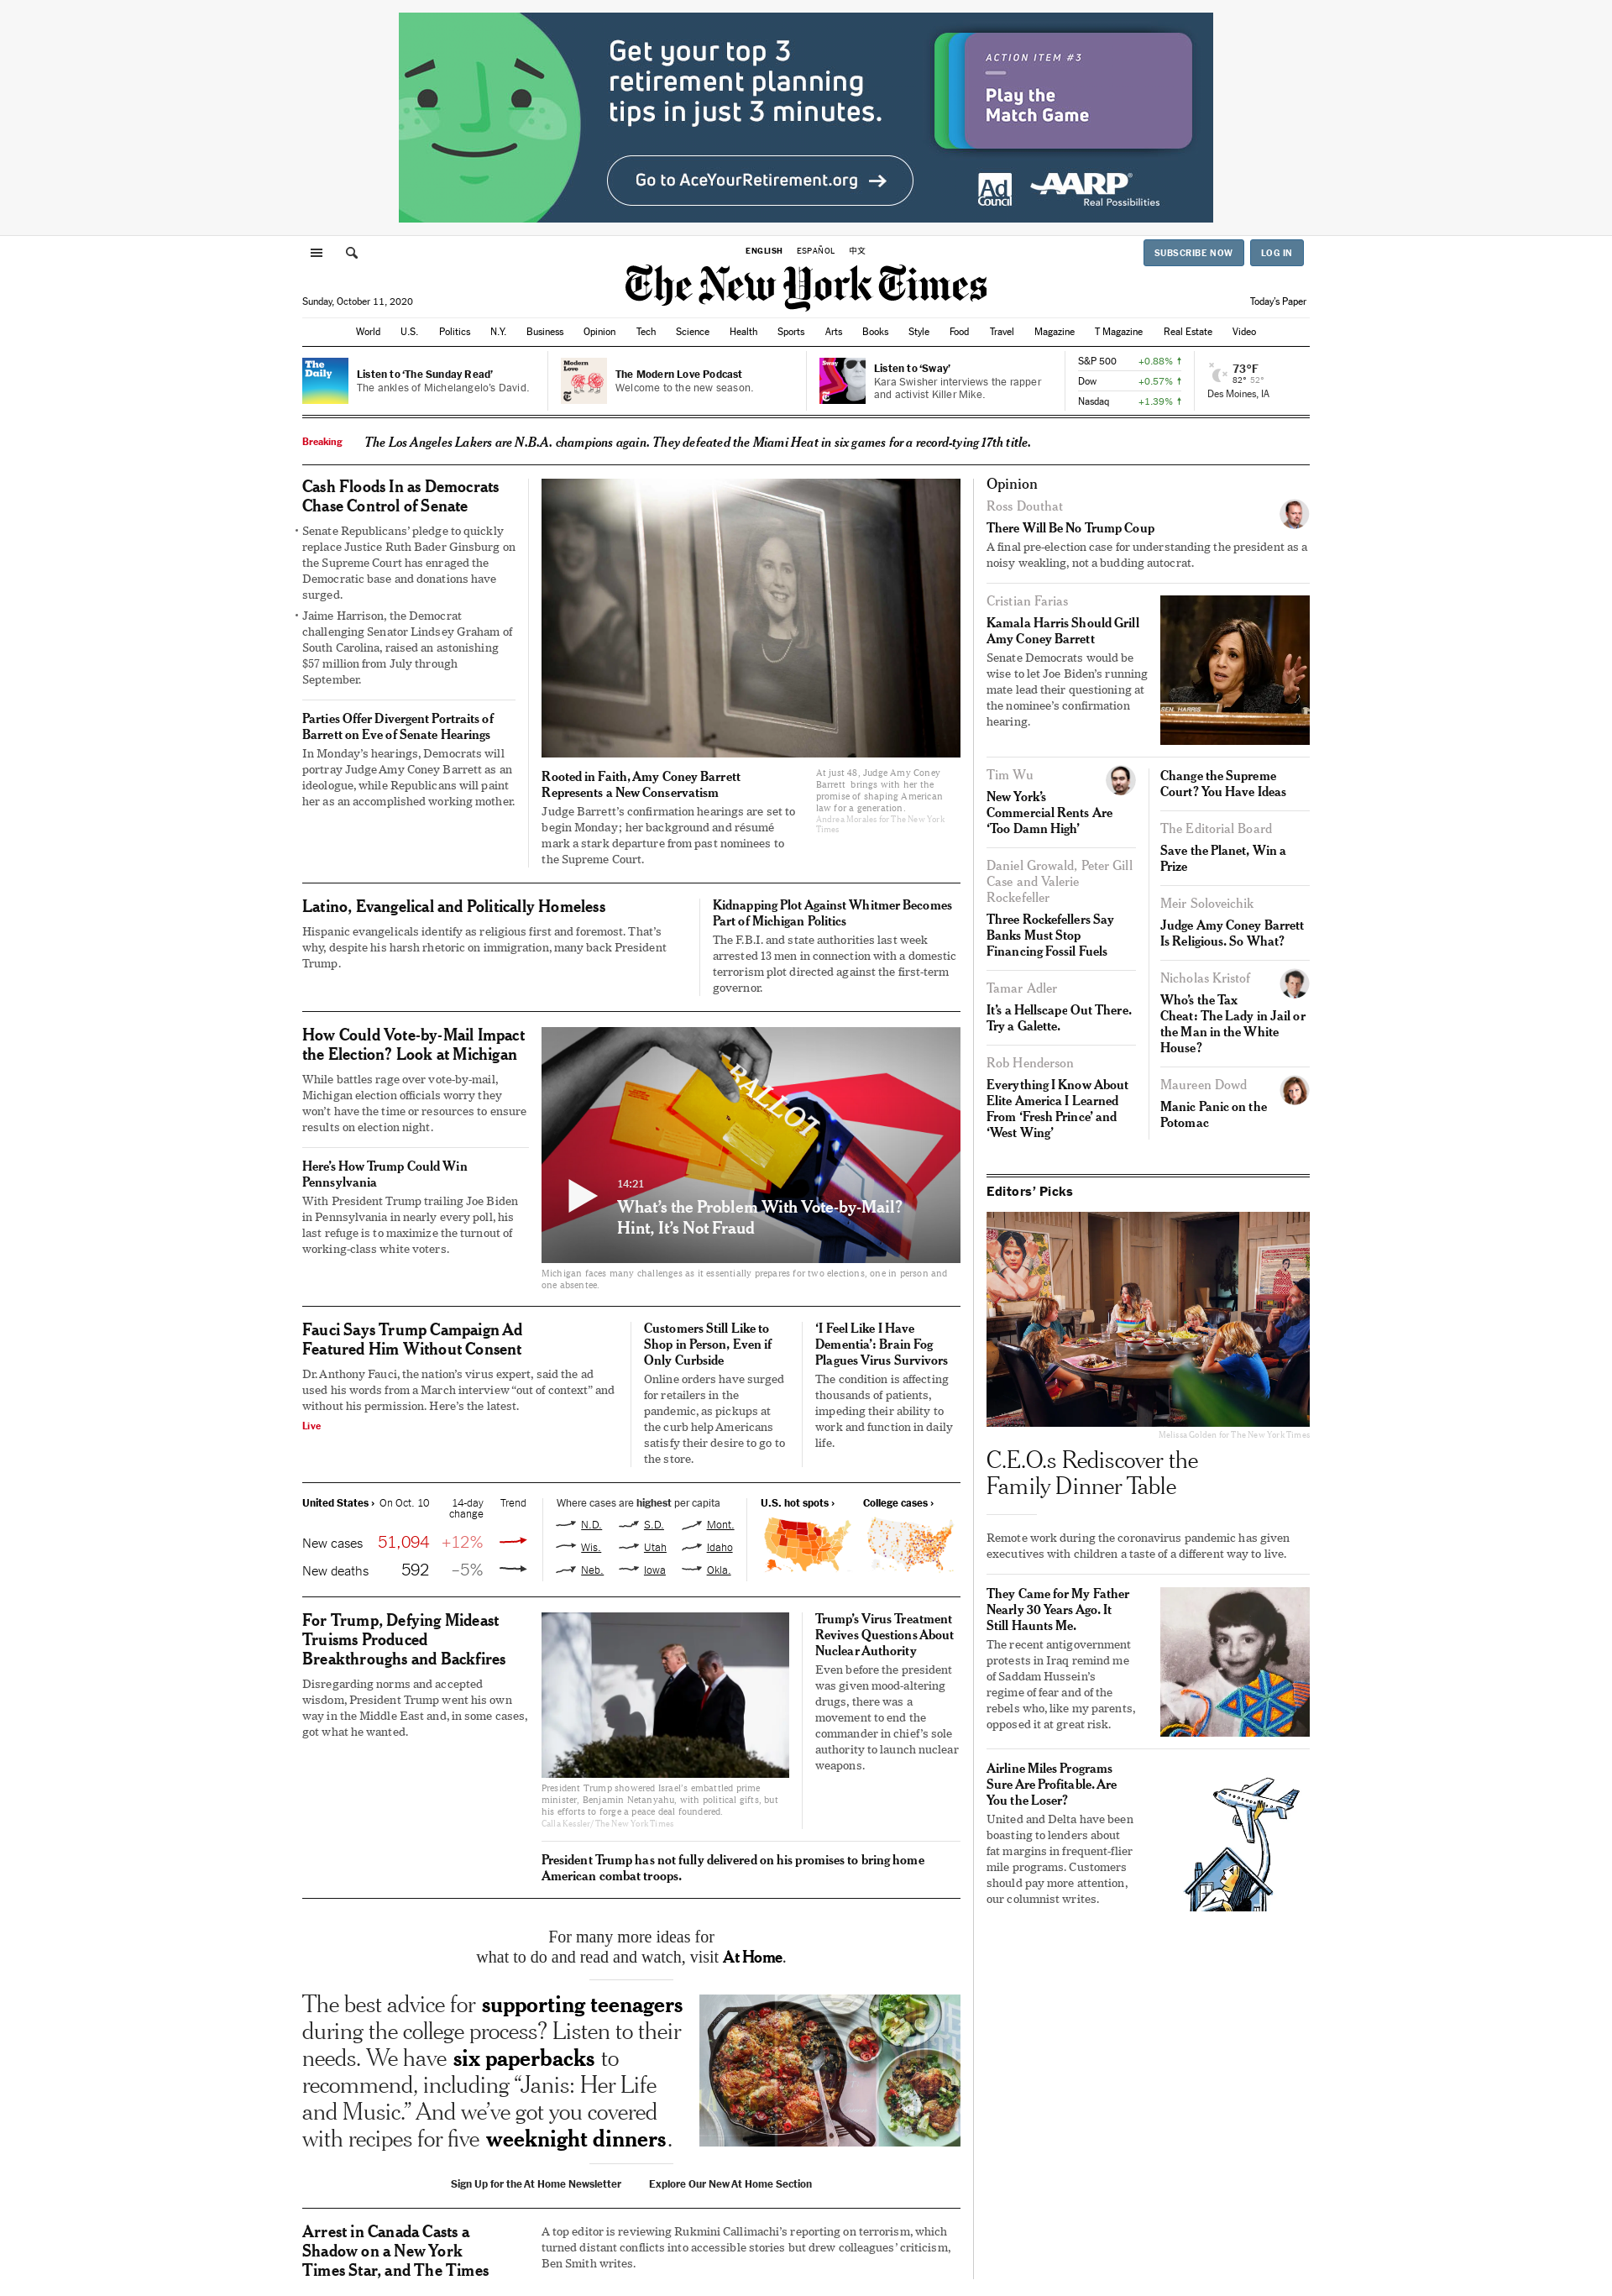 Get your top 3
retirement planning
tips in just 3 minutes.
Go to AceYourRetirement.org →
ACTION ITEM #3
Play the
Match Game
Ad
Council
AARP®
Real Possibilities
ENGLISH ESPAÑOL 中文
SUBSCRIBE NOW LOG IN
The New York Times
Sunday, October 11, 2020
Today's Paper
World U.S. Politics N.Y. Business Opinion Tech Science Health Sports Arts Books Style Food Travel Magazine T Magazine Real Estate Video
The
Daily
Listen to ‘The Sunday Read’
The ankles of Michelangelo’s David.
Modern
Love
The Modern Love Podcast
Welcome to the new season.
Sway
Listen to ‘Sway’
Kara Swisher interviews the rapper
and activist Killer Mike.
S&P 500 +0.88% ↑
Dow +0.57% ↑
Nasdaq +1.39% ↑
73°F
82° 52°
Des Moines, IA
Breaking The Los Angeles Lakers are N.B.A. champions again. They defeated the Miami Heat in six games for a record-tying 17th title.
Cash Floods In as Democrats
Chase Control of Senate
• Senate Republicans’ pledge to quickly
replace Justice Ruth Bader Ginsburg on
the Supreme Court has enraged the
Democratic base and donations have
surged.
• Jaime Harrison, the Democrat
challenging Senator Lindsey Graham of
South Carolina, raised an astonishing
$57 million from July through
September.
Parties Offer Divergent Portraits of
Barrett on Eve of Senate Hearings
In Monday’s hearings, Democrats will
portray Judge Amy Coney Barrett as an
ideologue, while Republicans will paint
her as an accomplished working mother.
Rooted in Faith, Amy Coney Barrett
Represents a New Conservatism
Judge Barrett’s confirmation hearings are set to
begin Monday; her background and résumé
mark a stark departure from past nominees to
the Supreme Court.
At just 48, Judge Amy Coney
Barrett brings with her the
promise of shaping American
law for a generation.
Andrea Morales for The New York
Times
Latino, Evangelical and Politically Homeless
Hispanic evangelicals identify as religious first and foremost. That’s
why, despite his harsh rhetoric on immigration, many back President
Trump.
Kidnapping Plot Against Whitmer Becomes
Part of Michigan Politics
The F.B.I. and state authorities last week
arrested 13 men in connection with a domestic
terrorism plot directed against the first-term
governor.
How Could Vote-by-Mail Impact
the Election? Look at Michigan
While battles rage over vote-by-mail,
Michigan election officials worry they
won’t have the time or resources to ensure
results on election night.
Here’s How Trump Could Win
Pennsylvania
With President Trump trailing Joe Biden
in Pennsylvania in nearly every poll, his
last refuge is to maximize the turnout of
working-class white voters.
BALLOT
14:21
What’s the Problem With Vote-by-Mail?
Hint, It’s Not Fraud
Michigan faces many challenges as it essentially prepares for two elections, one in person and
one absentee.
Fauci Says Trump Campaign Ad
Featured Him Without Consent
Dr. Anthony Fauci, the nation’s virus expert, said the ad
used his words from a March interview “out of context” and
without his permission. Here’s the latest.
Live
Customers Still Like to
Shop in Person, Even if
Only Curbside
Online orders have surged
for retailers in the
pandemic, as pickups at
the curb help Americans
satisfy their desire to go to
the store.
‘I Feel Like I Have
Dementia’: Brain Fog
Plagues Virus Survivors
The condition is affecting
thousands of patients,
impeding their ability to
work and function in daily
life.
United States › On Oct. 10 14-day
change Trend
New cases 51,094 +12%
New deaths 592 –5%
Where cases are highest per capita
N.D. S.D. Mont.
Wis. Utah Idaho
Neb. Iowa Okla.
U.S. hot spots › College cases ›
For Trump, Defying Mideast
Truisms Produced
Breakthroughs and Backfires
Disregarding norms and accepted
wisdom, President Trump went his own
way in the Middle East and, in some cases,
got what he wanted.
President Trump showered Israel’s embattled prime
minister, Benjamin Netanyahu, with political gifts, but
his efforts to forge a peace deal foundered.
Calla Kessler/The New York Times
Trump’s Virus Treatment
Revives Questions About
Nuclear Authority
Even before the president
was given mood-altering
drugs, there was a
movement to end the
commander in chief’s sole
authority to launch nuclear
weapons.
President Trump has not fully delivered on his promises to bring home
American combat troops.
For many more ideas for
what to do and read and watch, visit At Home.
The best advice for supporting teenagers
during the college process? Listen to their
needs. We have six paperbacks to
recommend, including “Janis: Her Life
and Music.” And we’ve got you covered
with recipes for five weeknight dinners.
Sign Up for the At Home Newsletter Explore Our New At Home Section
Arrest in Canada Casts a
Shadow on a New York
Times Star, and The Times
A top editor is reviewing Rukmini Callimachi’s reporting on terrorism, which
turned distant conflicts into accessible stories but drew colleagues’ criticism,
Ben Smith writes.
Opinion
Ross Douthat
There Will Be No Trump Coup
A final pre-election case for understanding the president as a
noisy weakling, not a budding autocrat.
Cristian Farias
Kamala Harris Should Grill
Amy Coney Barrett
Senate Democrats would be
wise to let Joe Biden’s running
mate lead their questioning at
the nominee’s confirmation
hearing.
SEN. HARRIS
Tim Wu
New York’s
Commercial Rents Are
‘Too Damn High’
Daniel Growald, Peter Gill
Case and Valerie
Rockefeller
Three Rockefellers Say
Banks Must Stop
Financing Fossil Fuels
Tamar Adler
It’s a Hellscape Out There.
Try a Galette.
Rob Henderson
Everything I Know About
Elite America I Learned
From ‘Fresh Prince’ and
‘West Wing’
Change the Supreme
Court? You Have Ideas
The Editorial Board
Save the Planet, Win a
Prize
Meir Soloveichik
Judge Amy Coney Barrett
Is Religious. So What?
Nicholas Kristof
Who’s the Tax
Cheat: The Lady in Jail or
the Man in the White
House?
Maureen Dowd
Manic Panic on the
Potomac
Editors’ Picks
Melissa Golden for The New York Times
C.E.O.s Rediscover the
Family Dinner Table
Remote work during the coronavirus pandemic has given
executives with children a taste of a different way to live.
They Came for My Father
Nearly 30 Years Ago. It
Still Haunts Me.
The recent antigovernment
protests in Iraq remind me
of Saddam Hussein’s
regime of fear and of the
rebels who, like my parents,
opposed it at great risk.
Airline Miles Programs
Sure Are Profitable. Are
You the Loser?
United and Delta have been
boasting to lenders about
fat margins in frequent-flier
mile programs. Customers
should pay more attention,
our columnist writes.